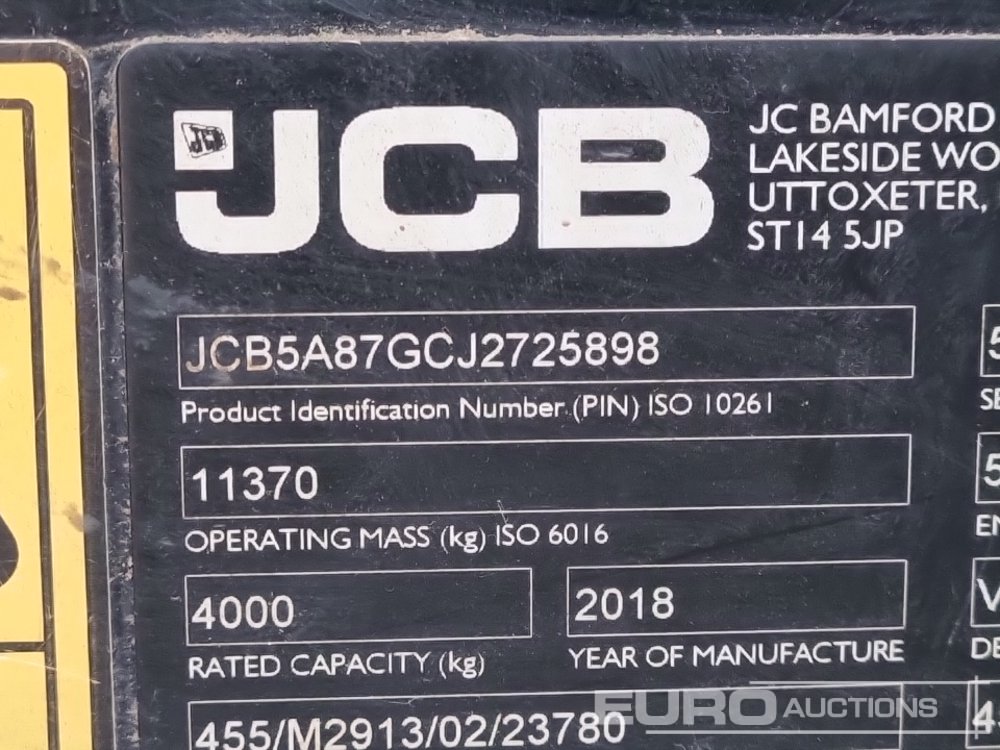 JCB
JCB
JC BAMFORD
LAKESIDE
UTTOXETER,
ST14 5JP
JCB5A87GCJ2725898
Product Identification Number (PIN) ISO 10261
11370
OPERATING MASS (kg) ISO 6016
4000
2018
RATED CAPACITY (kg)
YEAR OF MANUFACTURE
455/M2913/02/23780
EURO AUCTIONS